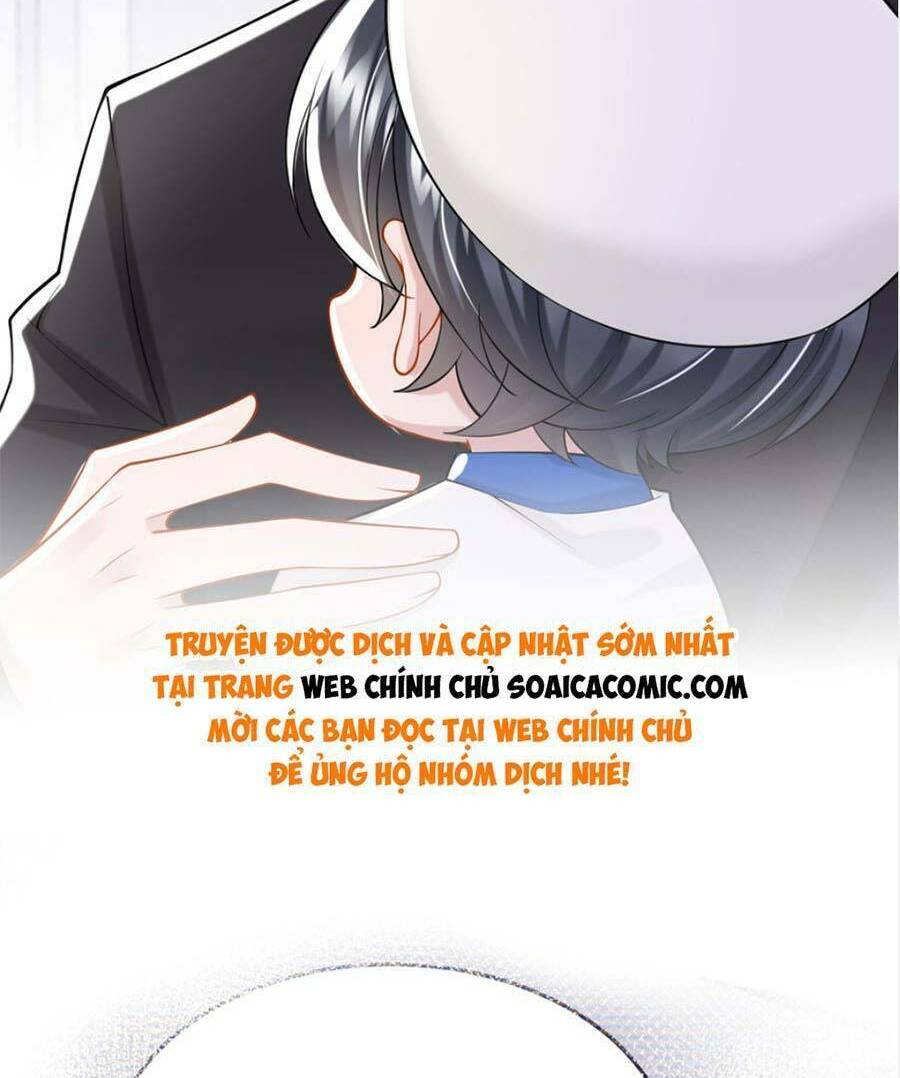 TRUYỆN ĐƯỢC DỊCH VÀ CẬP NHẬT SỚM NHẤT
TẠI TRANG WEB CHÍNH CHỦ SOAICACOMIC.COM
MỜI CÁC BẠN ĐỌC TẠI WEB CHÍNH CHỦ
ĐỂ ỦNG HỘ NHÓM DỊCH NHÉ!